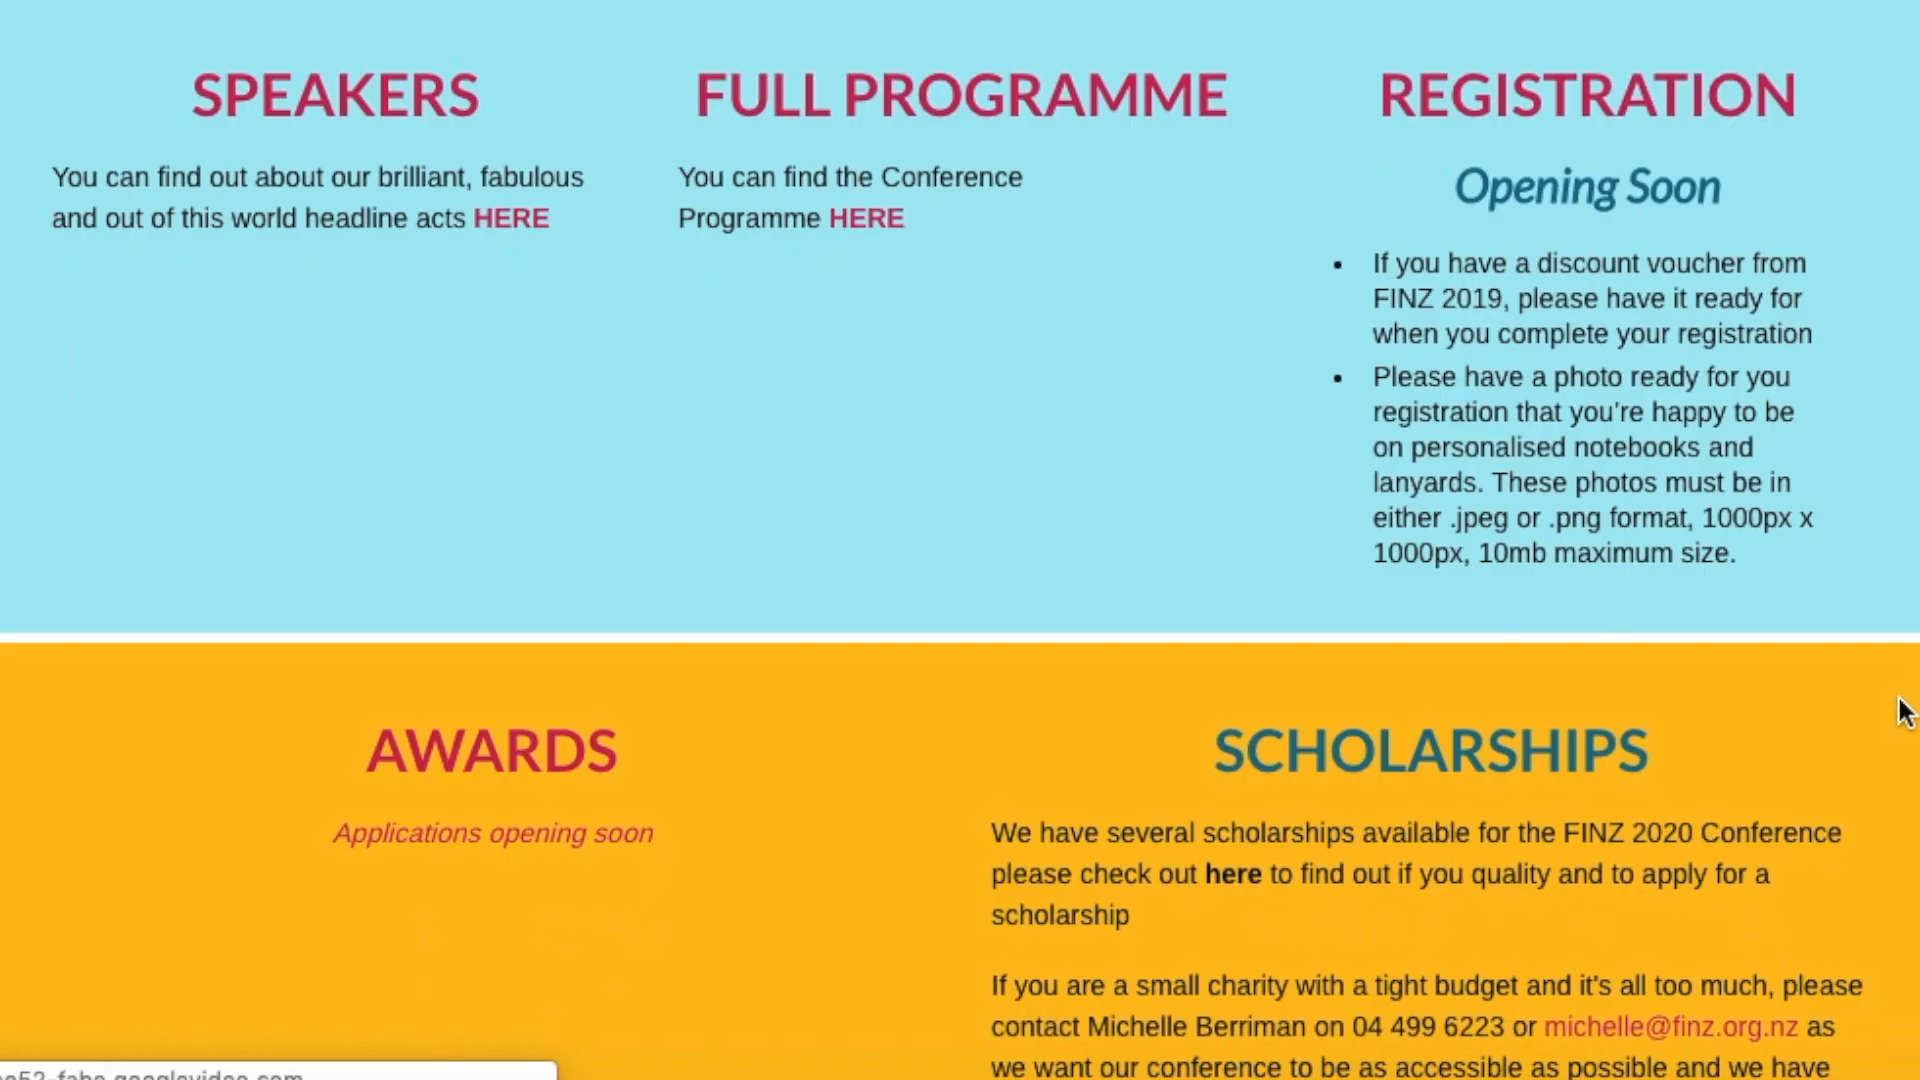 SPEAKERS
You can find out about our brilliant, fabulous
and out of this world headline acts HERE
FULL PROGRAMME
You can find the Conference
Programme HERE
REGISTRATION
Opening Soon
• If you have a discount voucher from
FINZ 2019, please have it ready for
when you complete your registration
• Please have a photo ready for you
registration that you're happy to be
on personalised notebooks and
lanyards. These photos must be in
either .jpeg or .png format, 1000px x
1000px, 10mb maximum size.
AWARDS
Applications opening soon
SCHOLARSHIPS
We have several scholarships available for the FINZ 2020 Conference
please check out here to find out if you quality and to apply for a
scholarship
If you are a small charity with a tight budget and it's all too much, please
contact Michelle Berriman on 04 499 6223 or michelle@finz.org.nz as
we want our conference to be as accessible as possible and we have